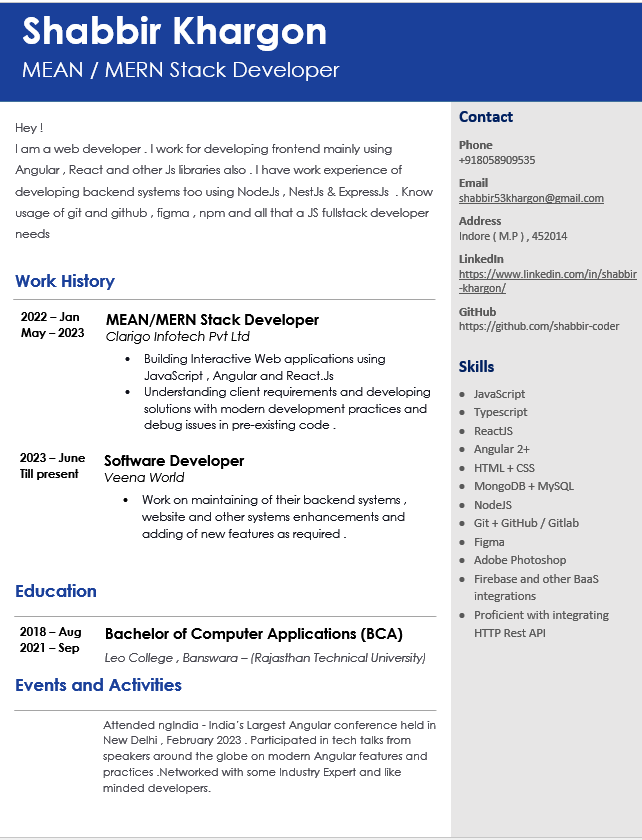 Shabbir Khargon
MEAN / MERN Stack Developer
Hey !
I am a web developer . I work for developing frontend mainly using
Angular , React and other Js libraries also . I have work experience of
developing backend systems too using NodeJs , NestJs & ExpressJs  . Know
usage of git and github , figma , npm and all that a JS fullstack developer
needs
Work History
2022 – Jan
May – 2023
MEAN/MERN Stack Developer
Clarigo Infotech Pvt Ltd
• Building Interactive Web applications using
JavaScript , Angular and React.Js
• Understanding client requirements and developing
solutions with modern development practices and
debug issues in pre-existing code .
2023 – June
Till present
Software Developer
Veena World
• Work on maintaining of their backend systems ,
website and other systems enhancements and
adding of new features as required .
Education
2018 – Aug
2021 – Sep
Bachelor of Computer Applications (BCA)
Leo College , Banswara – (Rajasthan Technical University)
Events and Activities
Attended ngIndia - India's Largest Angular conference held in
New Delhi , February 2023 . Participated in tech talks from
speakers around the globe on modern Angular features and
practices .Networked with some Industry Expert and like
minded developers.
Contact
Phone
+918058909535
Email
shabbir53khargon@gmail.com
Address
Indore ( M.P ) , 452014
LinkedIn
https://www.linkedin.com/in/shabbir
-khargon/
GitHub
https://github.com/shabbir-coder
Skills
• JavaScript
• Typescript
• ReactJS
• Angular 2+
• HTML + CSS
• MongoDB + MySQL
• NodeJS
• Git + GitHub / Gitlab
• Figma
• Adobe Photoshop
• Firebase and other BaaS
integrations
• Proficient with integrating
HTTP Rest API